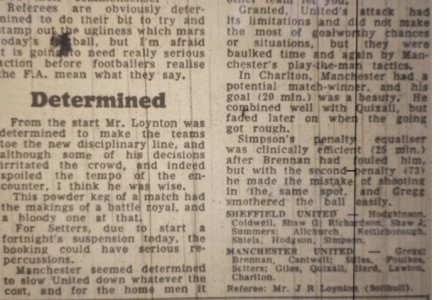 Referees are obviously deter-
mined to do their bit to try and
stamp out the ugliness which mars
today's football, but I'm afraid
it is going to need really serious
action before footballers realise
the F.A. mean what they say.
Determined
From the start Mr. Loynton was
determined to make the teams
toe the new disciplinary line, and
although some of his decisions
irritated the crowd, and indeed
spoiled the tempo of the en-
counter, I think he was wise.
This powder keg of a match had
the makings of a battle royal, and
a bloody one at that.
For Setters, due to start a
fortnight's suspension today, the
booking could have serious re-
percussions.
Manchester seemed determined
to slow United down whatever the
cost, and for the home men it
Granted, United's attack had
its limitations and did not make
the most of goalworthy chances
or situations, but they were
baulked time and again by Man-
chester's play-the-man tactics.
In Charlton, Manchester had a
potential match-winner, and his
goal (20 min.) was a beauty. He
combined well with Quixall, but
faded later on when the going
got rough.
Simpson's penalty equaliser
was clinically efficient (25 min.)
after Brennan had fouled him,
but with the second penalty (73)
he made the mistake of shooting
in the same spot, and Gregg
smothered the ball easily.
SHEFFIELD UNITED — Hodgkinson,
Coldwell, Shaw G; Richardson, Shaw J,
Summers; Allchurch, Kettleborough,
Shiels, Hodgson, Simpson.
MANCHESTER UNITED — Gregg;
Brennan, Cantwell; Stiles, Foulkes,
Setters; Giles, Quixall, Herd, Lawton,
Charlton.
Referee: Mr. J R Loynton (Solihull).